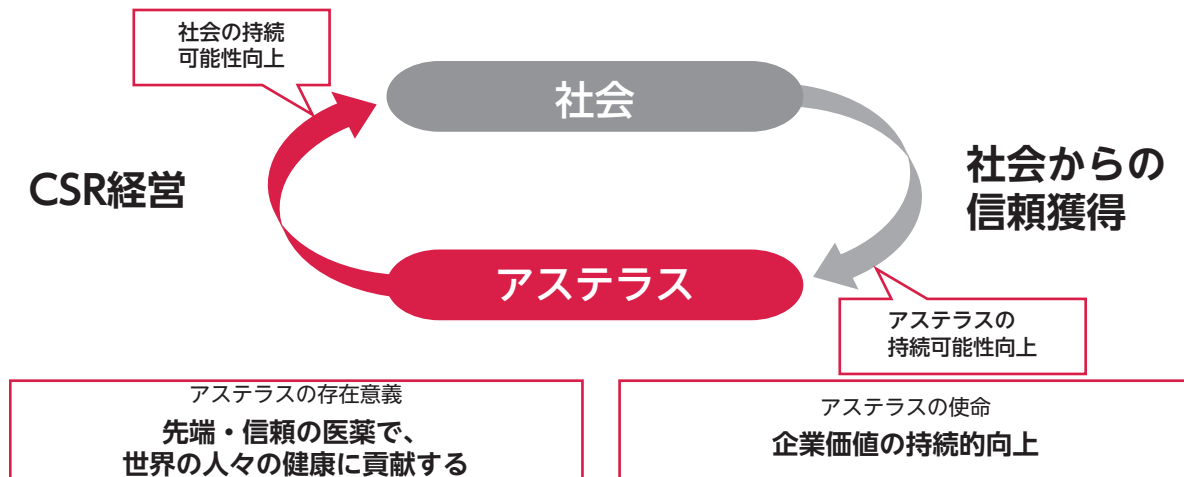 社会の持続
可能性向上
社会
CSR経営
社会からの
信頼獲得
アステラス
アステラスの
持続可能性向上
アステラスの存在意義
先端・信頼の医薬で、
世界の人々の健康に貢献する
アステラスの使命
企業価値の持続的向上